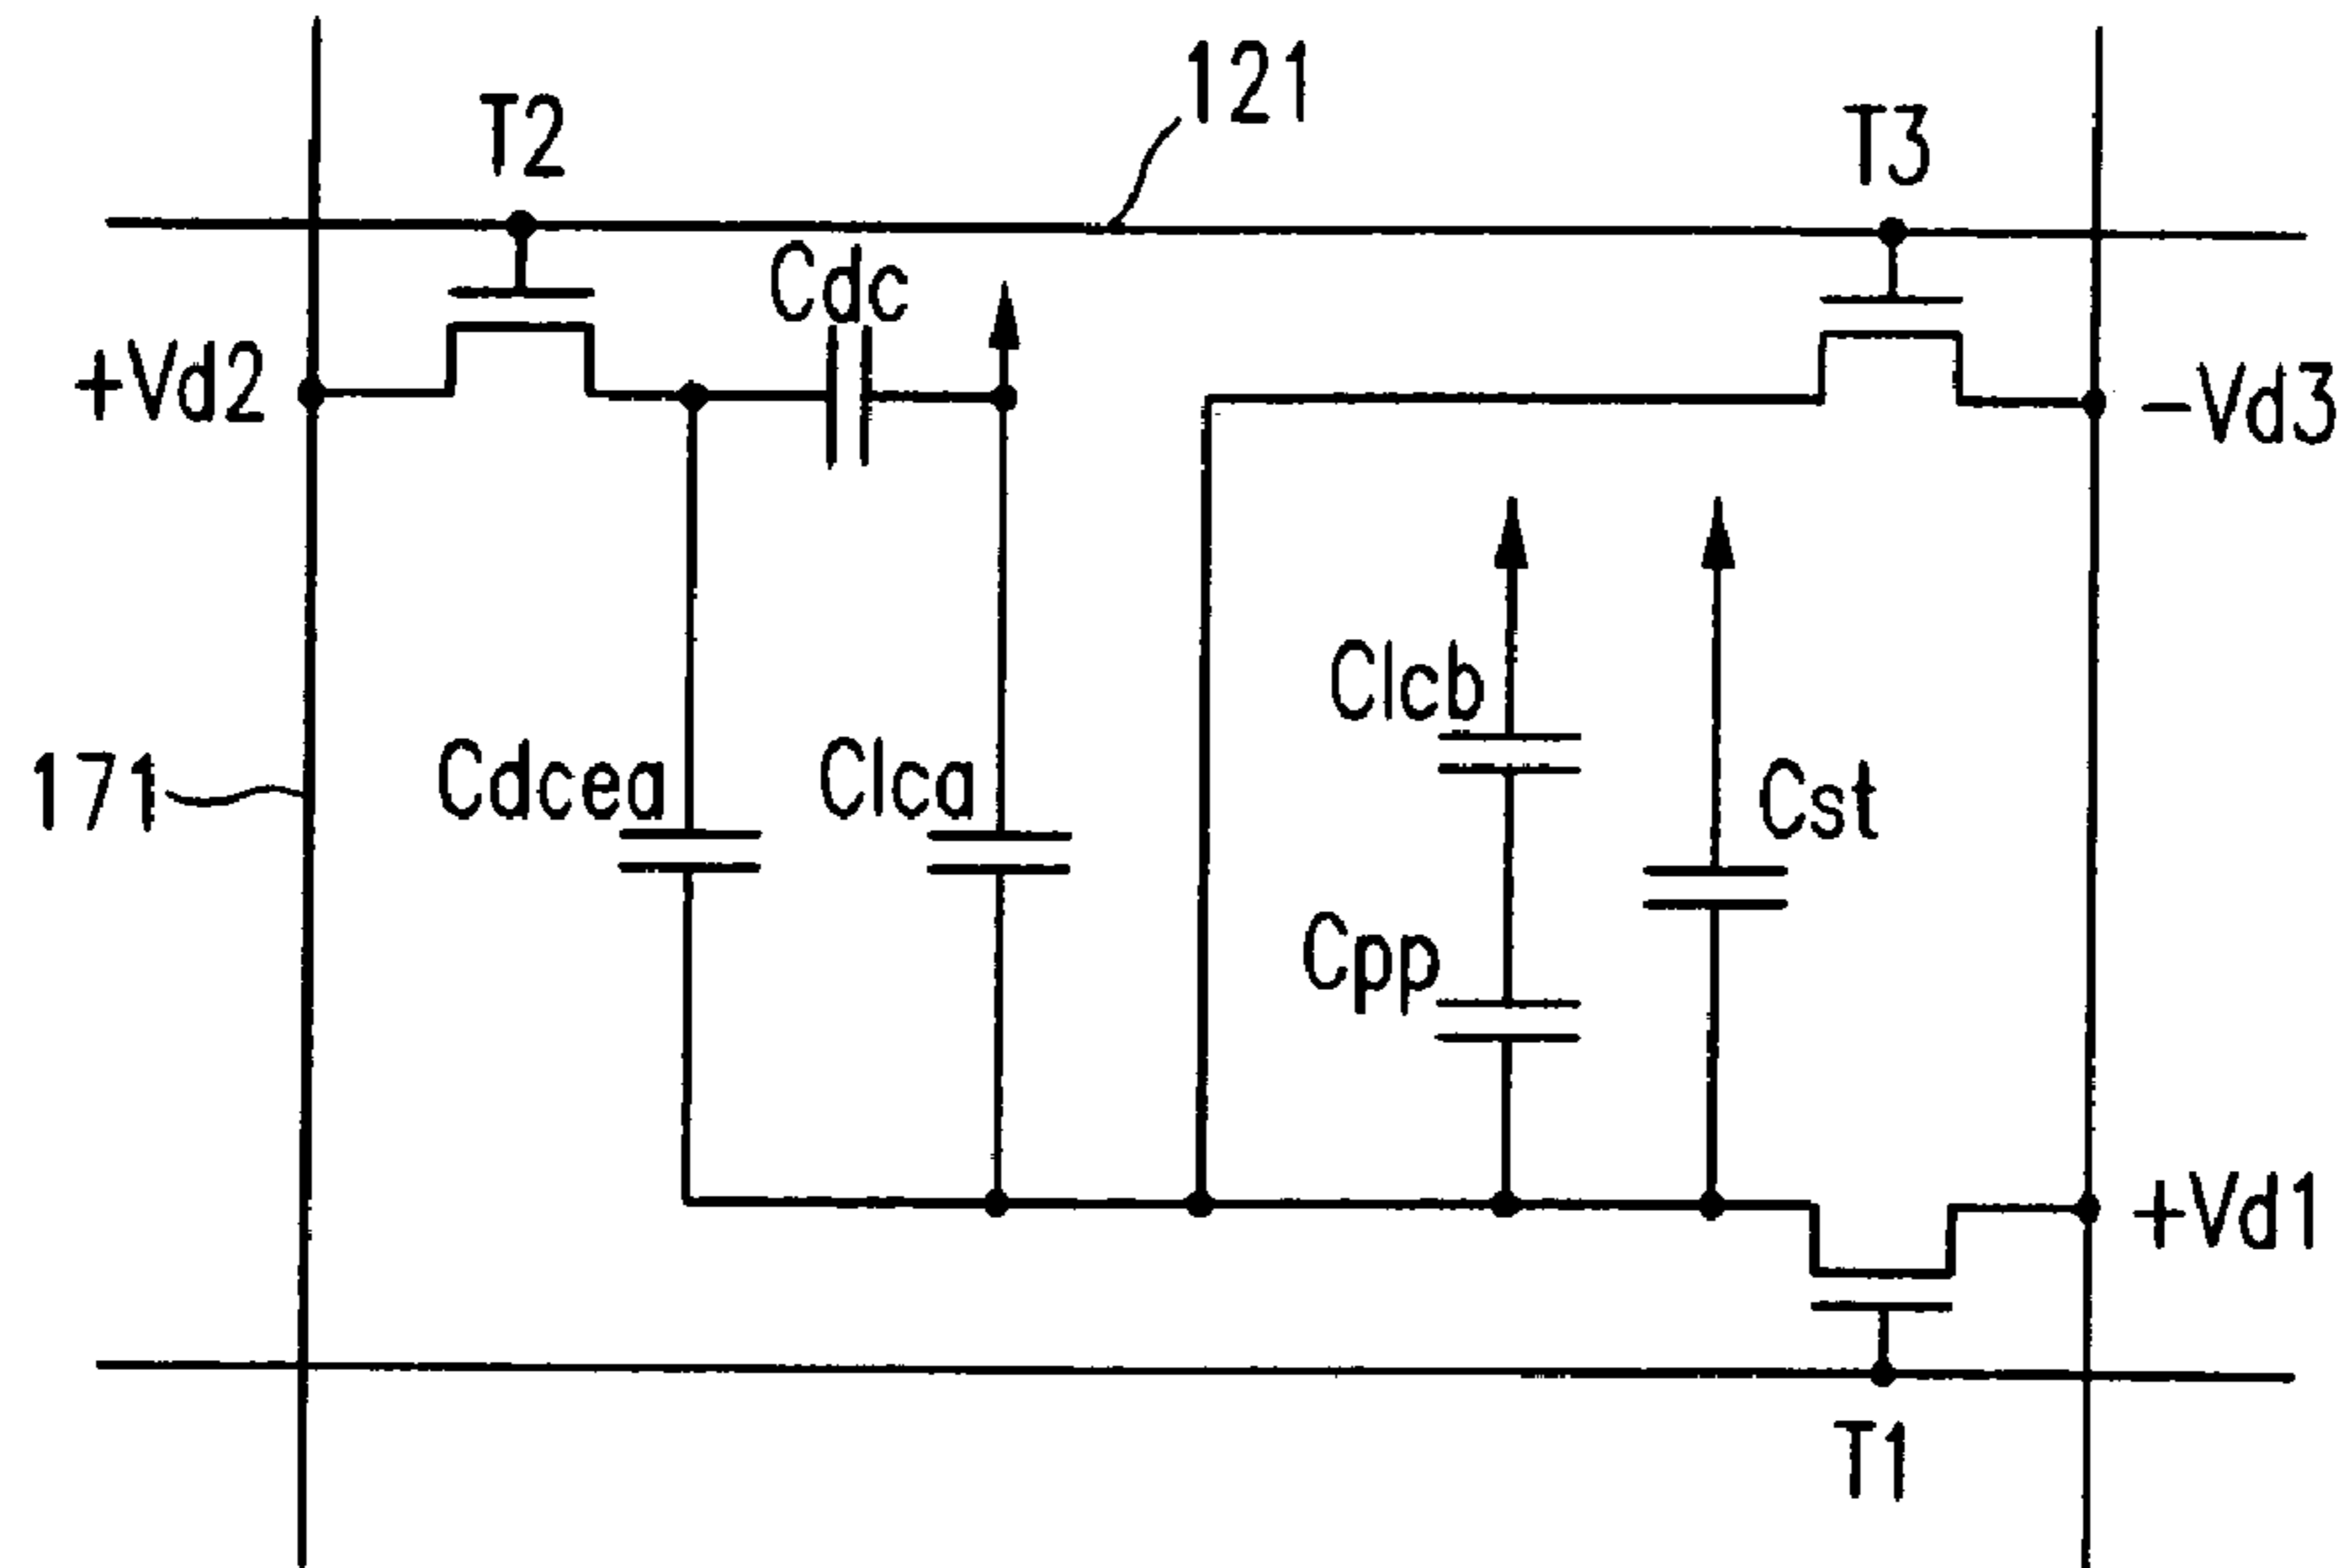 121
T2
T3
Cdc
+Vd2
-Vd3
Clcb
171
Cdcea
Clca
Cst
Cpp
+Vd1
T1